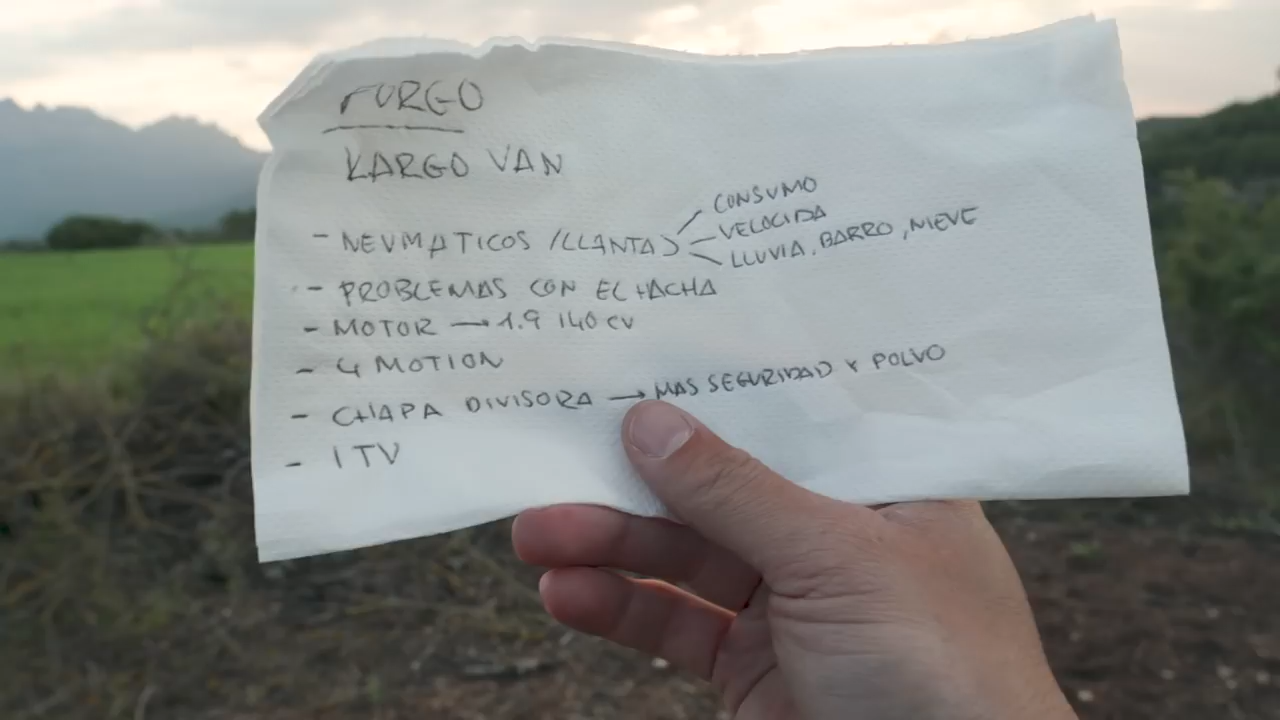 FURGO
KARGO VAN
- NEUMATICOS (LLANTA)
CONSUMO
VELOCIDA
LLUVIA, BARRO, NIEVE
- PROBLEMAS CON EL HACHA
- MOTOR → 1.9 140 CV
- 4 MOTION
- CHAPA DIVISORA → MAS SEGURIDAD Y POLVO
- ITV